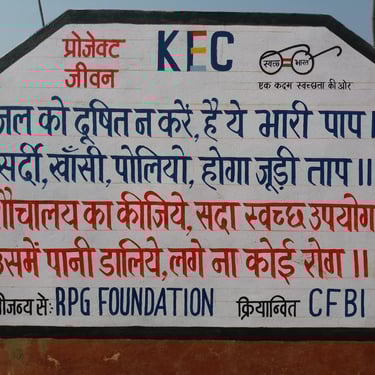 प्रोजेक्ट
जीवन
KEC
स्वच्छ भारत
एक कदम स्वच्छता की ओर
जल को दूषित न करें, है ये भारी पाप।
सर्दी, खाँसी, पोलियो, होगा जूड़ी ताप।।
शौचालय का कीजिये, सदा स्वच्छ उपयोग
उसमें पानी डालिये, लगे ना कोई रोग।।
सौजन्य से: RPG FOUNDATION क्रियान्वित CFBI